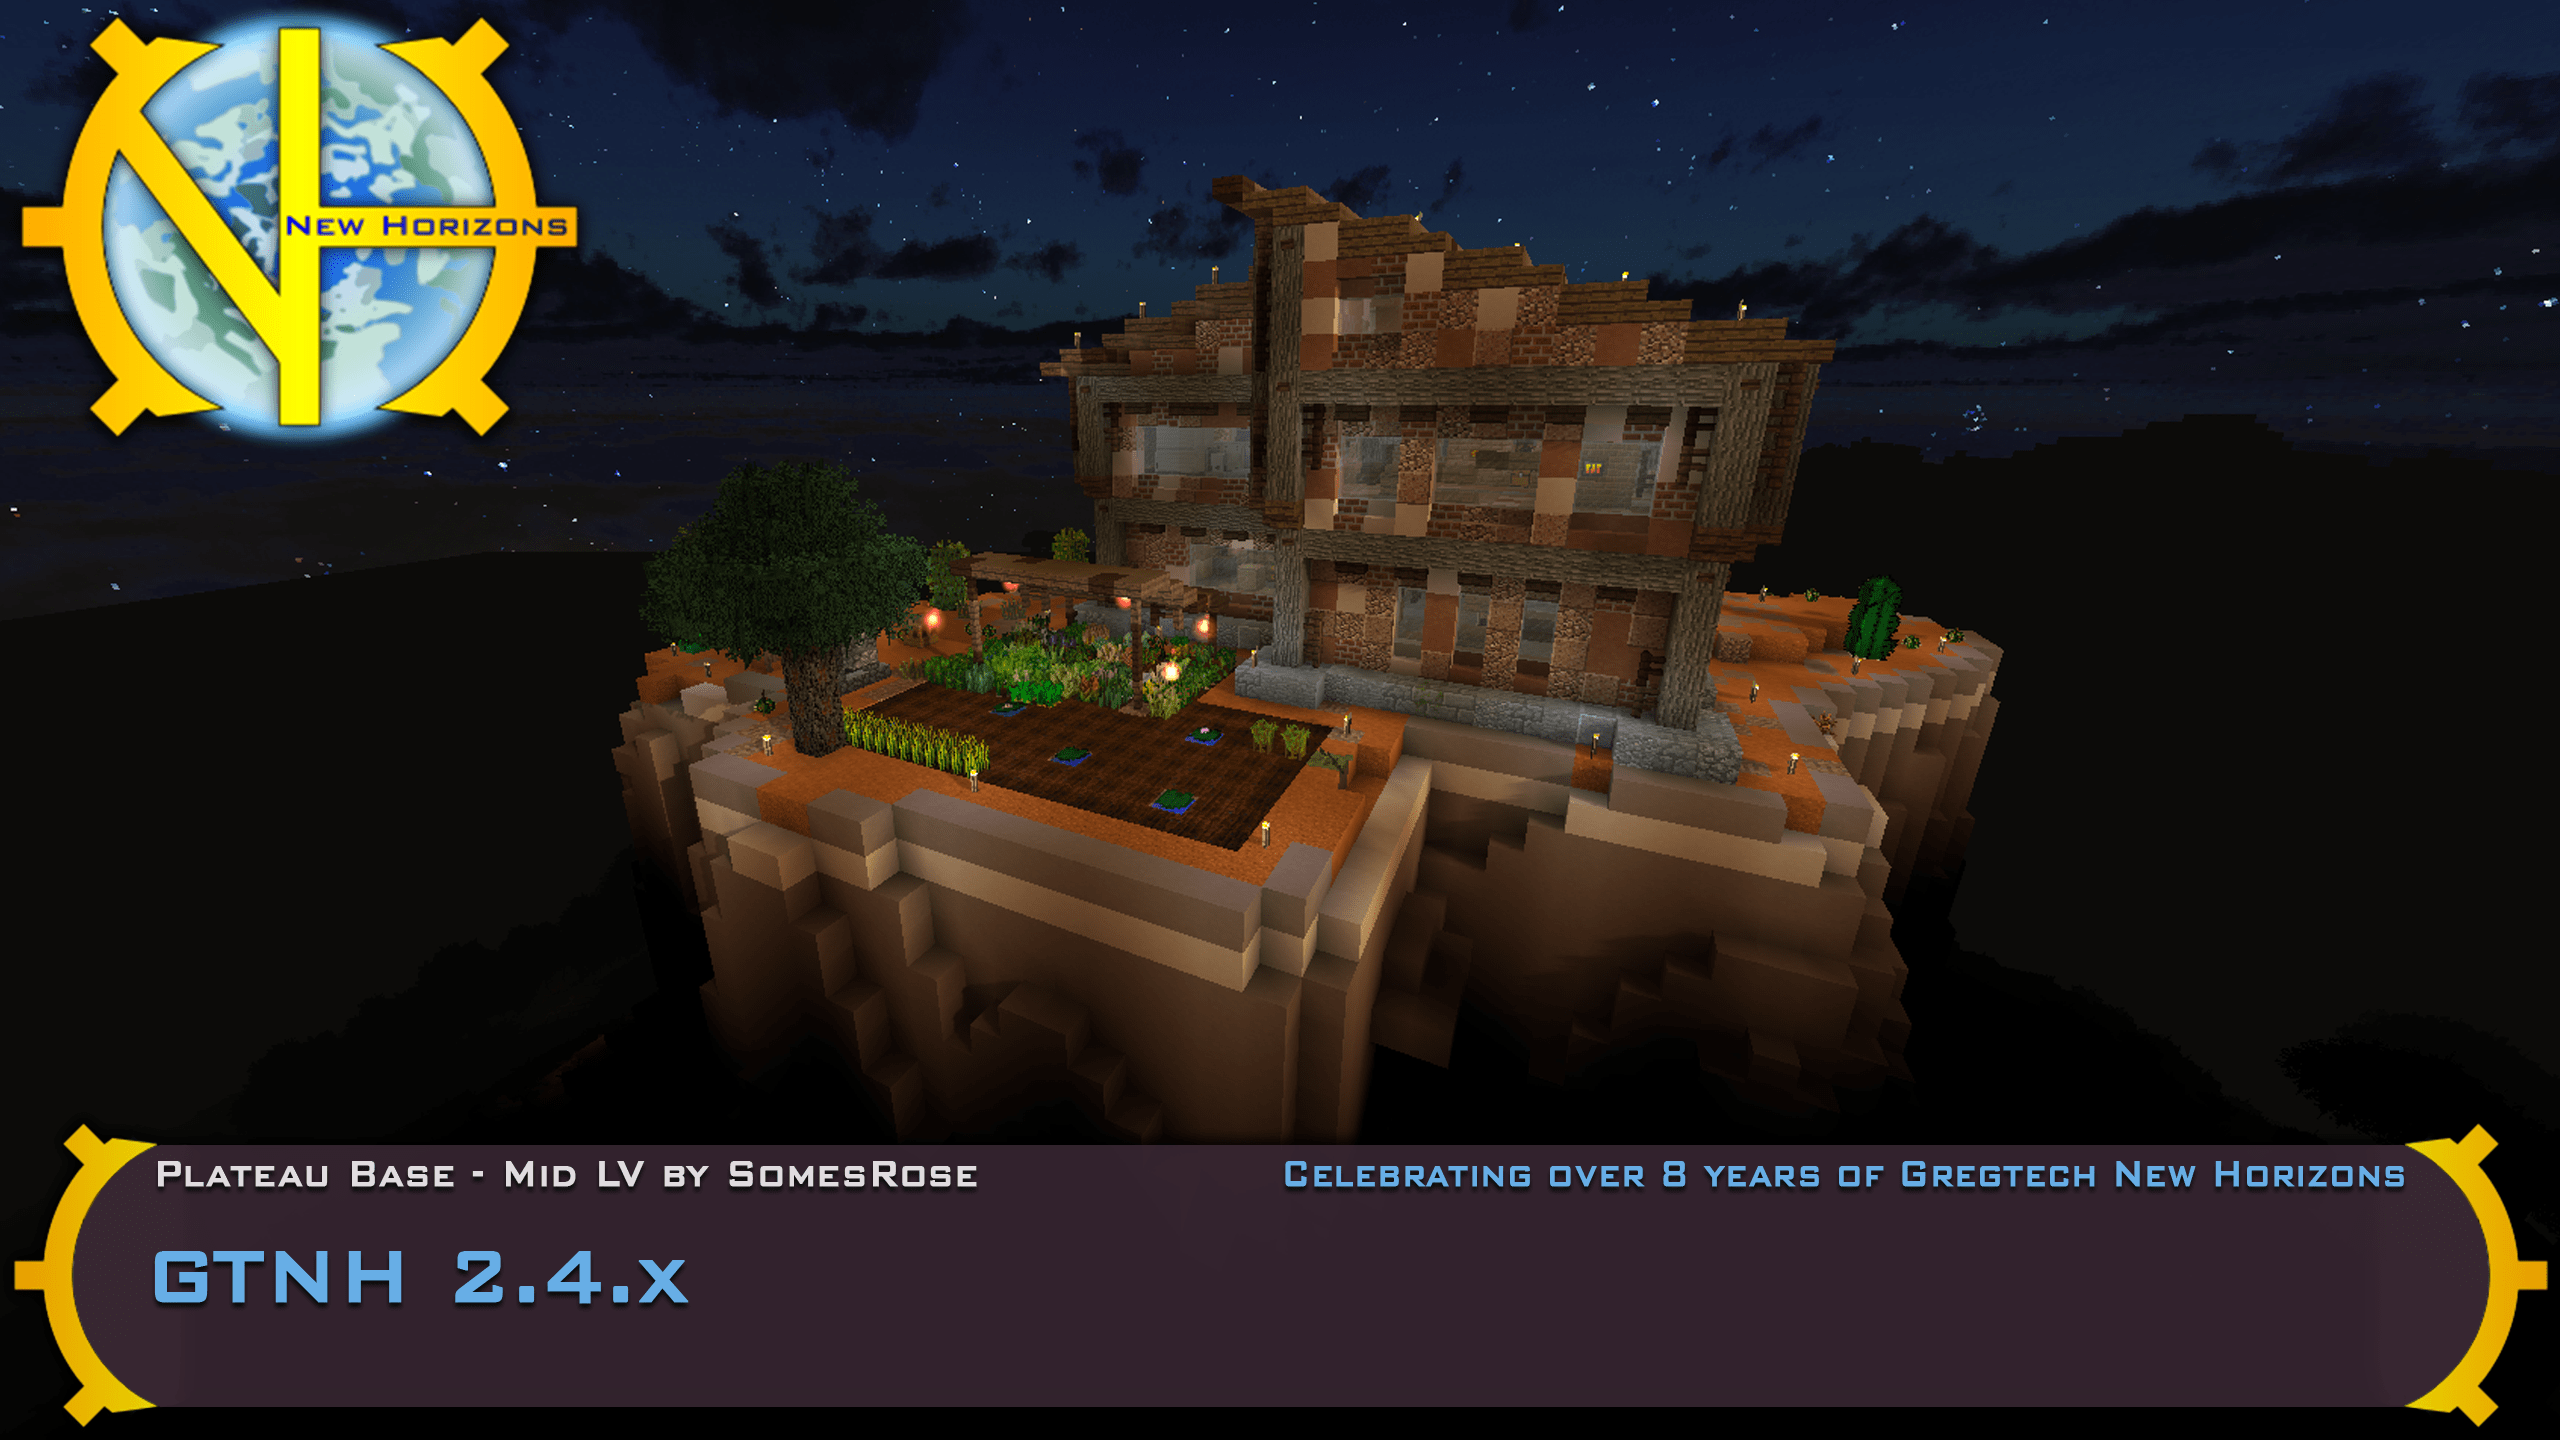 New Horizons
Plateau Base - Mid LV by SomesRose
Celebrating over 8 years of Gregtech New Horizons
GTNH 2.4.x